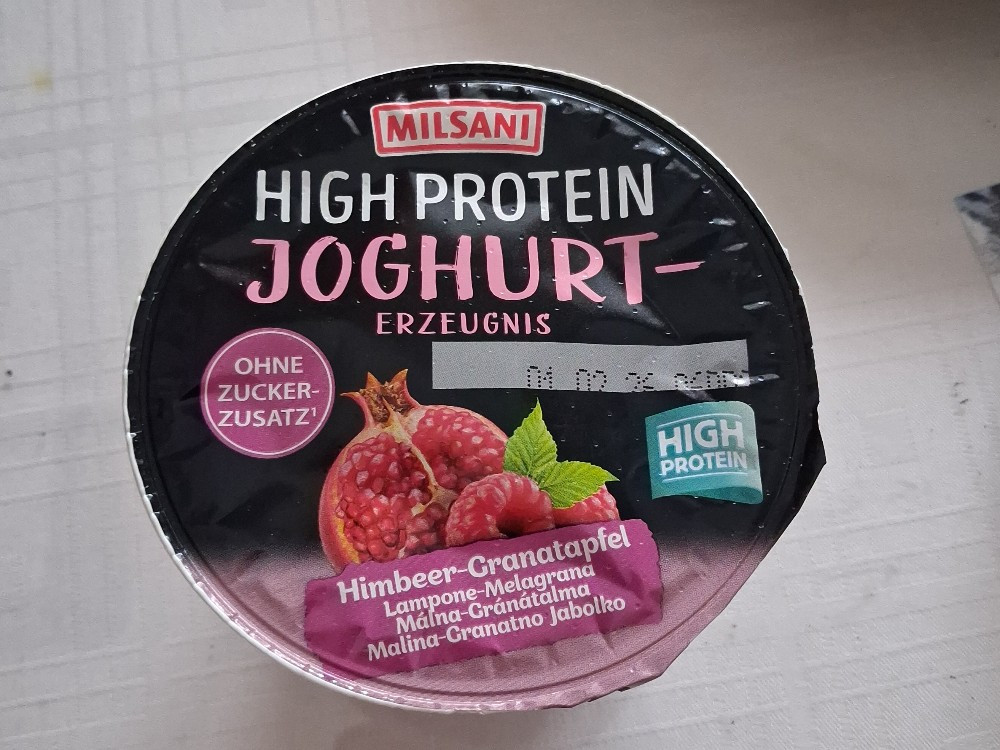 MILSANI
HIGH PROTEIN
JOGHURT-
ERZEUGNIS
OHNE
ZUCKER-
ZUSATZ¹
HIGH
PROTEIN
Himbeer-Granatapfel
Lampone-Melagrana
Málna-Gránátalma
Malina-Granatno Jabolko